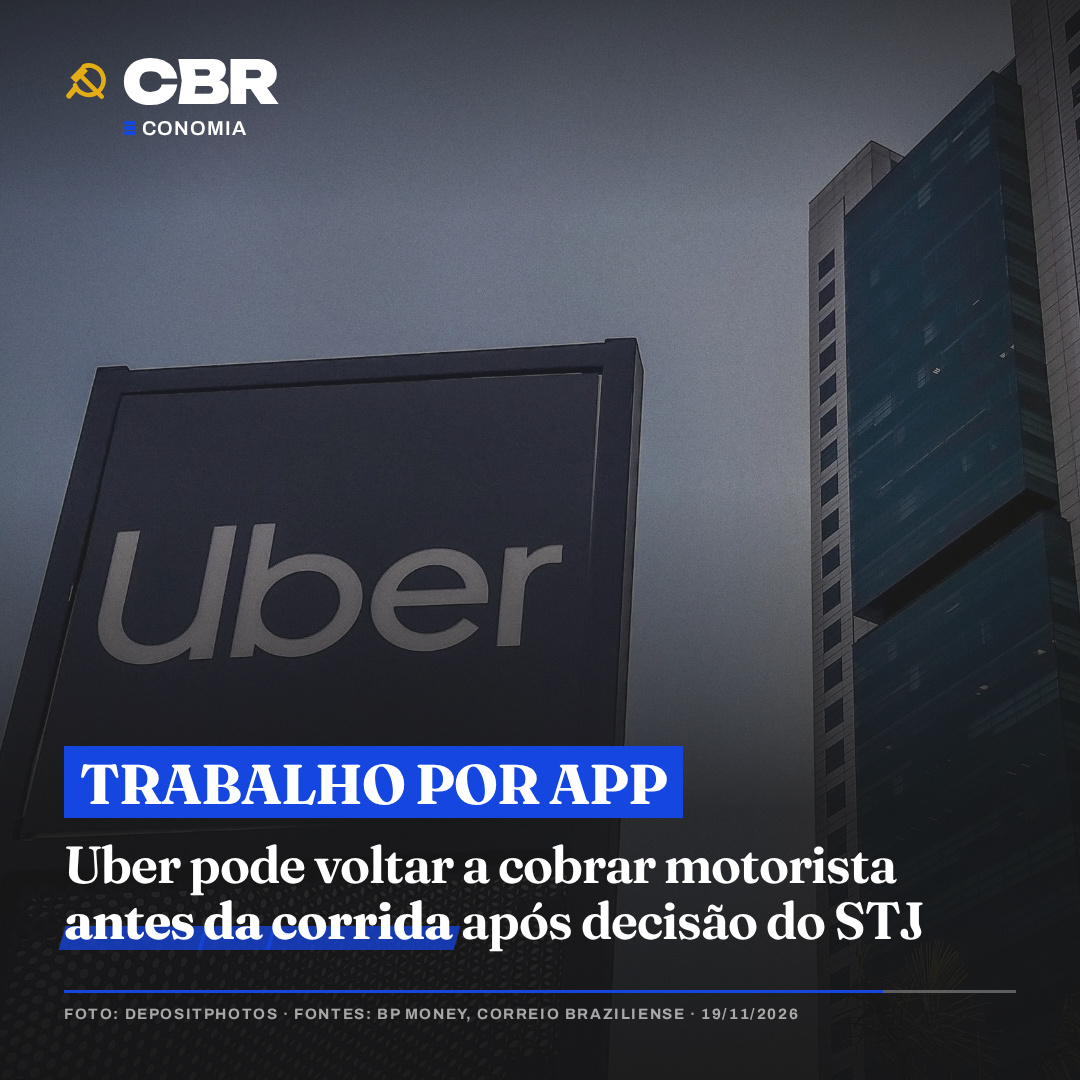 CBR
ECONOMIA
Uber
TRABALHO POR APP
Uber pode voltar a cobrar motorista
antes da corrida após decisão do STJ
FOTO: DEPOSITPHOTOS · FONTES: BP MONEY, CORREIO BRAZILIENSE · 19/11/2026